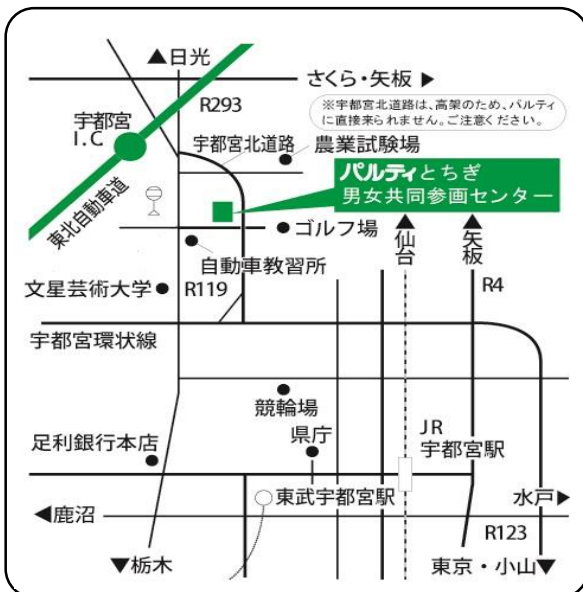 ▲日光
さくら・矢板 ▶
R293
※宇都宮北道路は、高架のため、パルティ
に直接来られません。ご注意ください。
宇都宮
I.C
宇都宮北道路
農業試験場
パルティとちぎ
男女共同参画センター
東北自動車道
ゴルフ場
▲仙台
▲矢板
自動車教習所
文星芸術大学
R119
R4
宇都宮環状線
競輪場
県庁
JR
宇都宮駅
足利銀行本店
東武宇都宮駅
水戸▶
◀鹿沼
R123
▼栃木
東京・小山▼